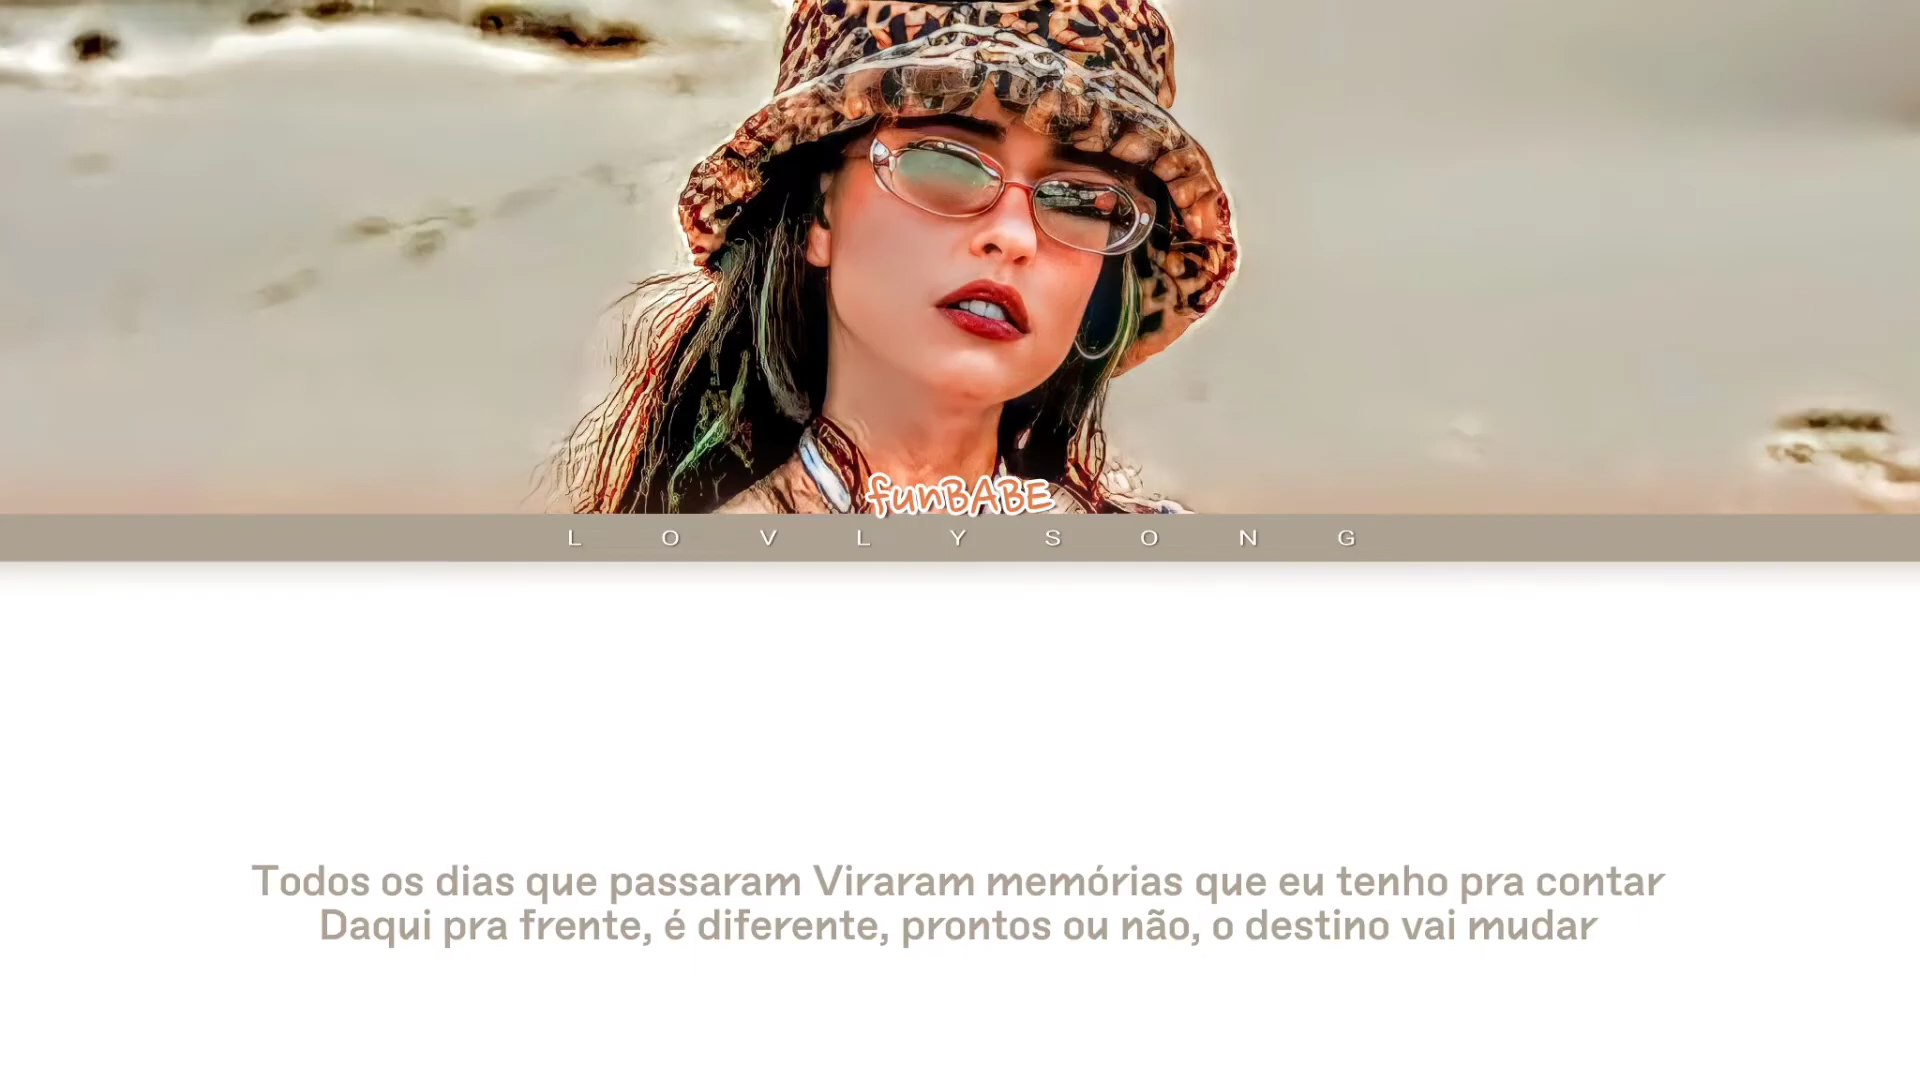 funBABE
LOVLYSONG
Todos os dias que passaram Viraram memórias que eu tenho pra contar
Daqui pra frente, é diferente, prontos ou não, o destino vai mudar